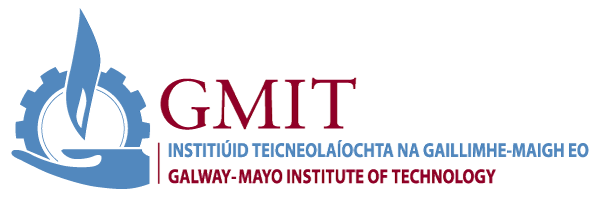 GMIT
INSTITIÚID TEICNEOLAÍOCHTA NA GAILLIMHE-MAIGH EO
GALWAY-MAYO INSTITUTE OF TECHNOLOGY